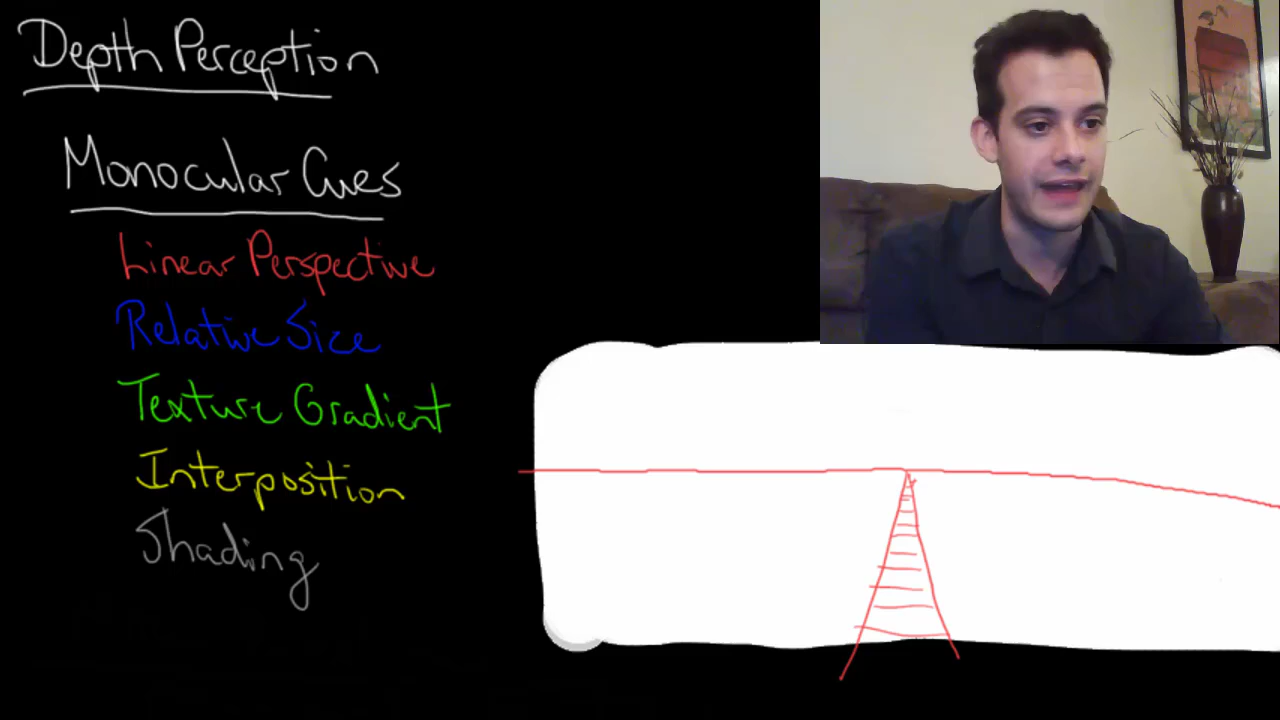 Depth Perception
Monocular Cues
Linear Perspective
Relative Size
Texture Gradient
Interposition
Shading